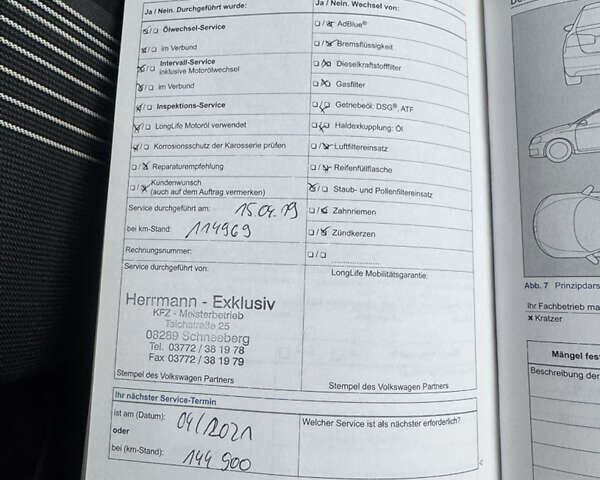 Ja / Nein. Durchgeführt wurde:
☑/☐ Ölwechsel-Service
☑/☐ im Verbund
☑/☐ Intervall-Service
inklusive Motorölwechsel
☑/☐ im Verbund
☑/☐ Inspektions-Service
☑/☐ LongLife Motoröl verwendet
☑/☐ Korrosionsschutz der Karosserie prüfen
☐/☒ Reparaturempfehlung
☐/☒ Kundenwunsch
(auch auf dem Auftrag vermerken)
Service durchgeführt am: 15.04.19
bei km-Stand: 114969
Rechnungsnummer:
Service durchgeführt von:
Herrmann - Exklusiv
KFZ - Meisterbetrieb
Talchstraße 25
08289 Schneeberg
Tel. 03772 / 38 19 78
Fax 03772 / 38 19 79
Stempel des Volkswagen Partners
Ja / Nein. Wechsel von:
☐/☒ AdBlue®
☐/☒ Bremsflüssigkeit
☐/☒ Dieselkraftstofffilter
☐/☒ Gasfilter
☐/☒ Getriebeöl: DSG®, ATF
☐/☒ Haldexkupplung: Öl
☐/☒ Luftfiltereinsatz
☐/☒ Reifenfüllflasche
☒/☐ Staub- und Pollenfiltereinsatz
☐/☒ Zahnriemen
☐/☒ Zündkerzen
☐/☐ ....................
LongLife Mobilitätsgarantie:
Stempel des Volkswagen Partners
Ihr nächster Service-Termin
ist am (Datum): 04/2021
oder
bei (km-Stand): 144 900
Welcher Service ist als nächster erforderlich?
Abb. 7 Prinzipdars
Ihr Fachbetrieb ma
x Kratzer
Mängel fes
Beschreibung der